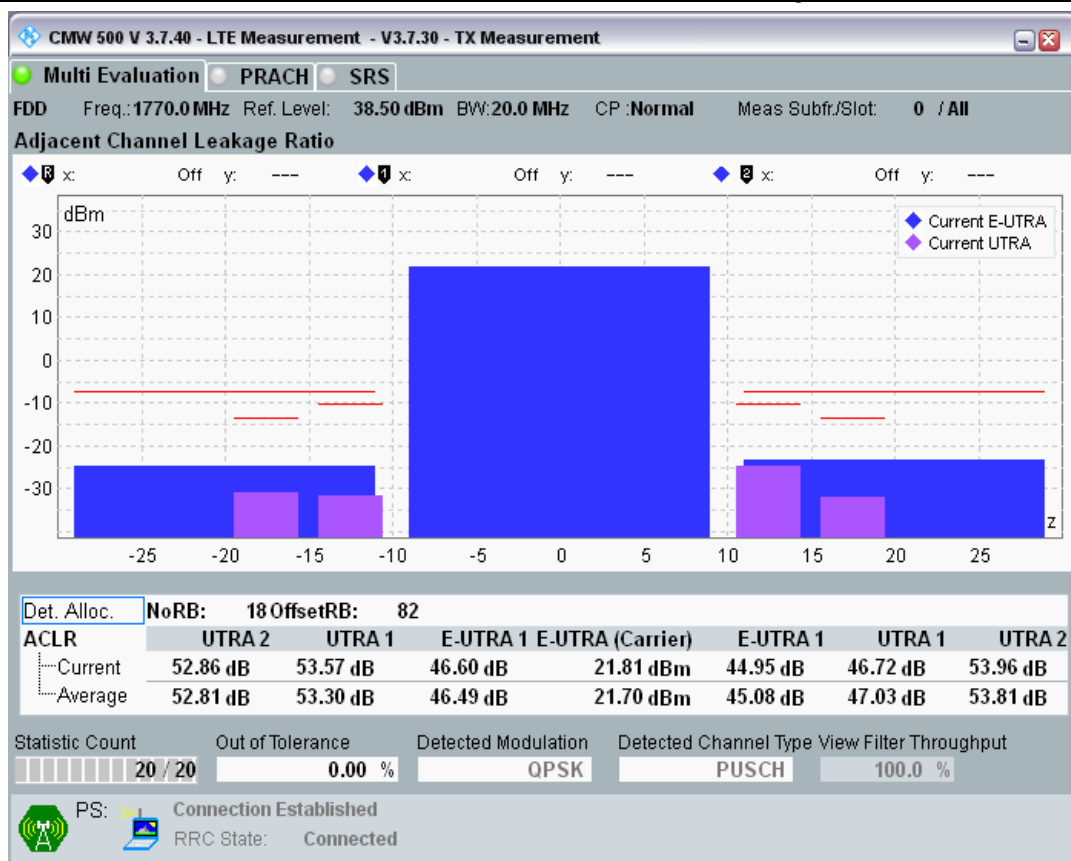 CMW 500 V 3.7.40 - LTE Measurement - V3.7.30 - TX Measurement
Multi Evaluation PRACH SRS
FDD Freq.:1770.0 MHz Ref. Level: 38.50 dBm BW:20.0 MHz CP :Normal Meas Subfr./Slot: 0 / All
Adjacent Channel Leakage Ratio
R x: Off y: --- 1 x: Off y: --- 2 x: Off y: ---
dBm
Current E-UTRA
Current UTRA
30
20
10
0
-10
-20
-30
z
-25 -20 -15 -10 -5 0 5 10 15 20 25
Det. Alloc. NoRB: 18 OffsetRB: 82
ACLR UTRA 2 UTRA 1 E-UTRA 1 E-UTRA (Carrier) E-UTRA 1 UTRA 1 UTRA 2
Current 52.86 dB 53.57 dB 46.60 dB 21.81 dBm 44.95 dB 46.72 dB 53.96 dB
Average 52.81 dB 53.30 dB 46.49 dB 21.70 dBm 45.08 dB 47.03 dB 53.81 dB
Statistic Count Out of Tolerance Detected Modulation Detected Channel Type View Filter Throughput
20 / 20 0.00 % QPSK PUSCH 100.0 %
PS: Connection Established
RRC State: Connected